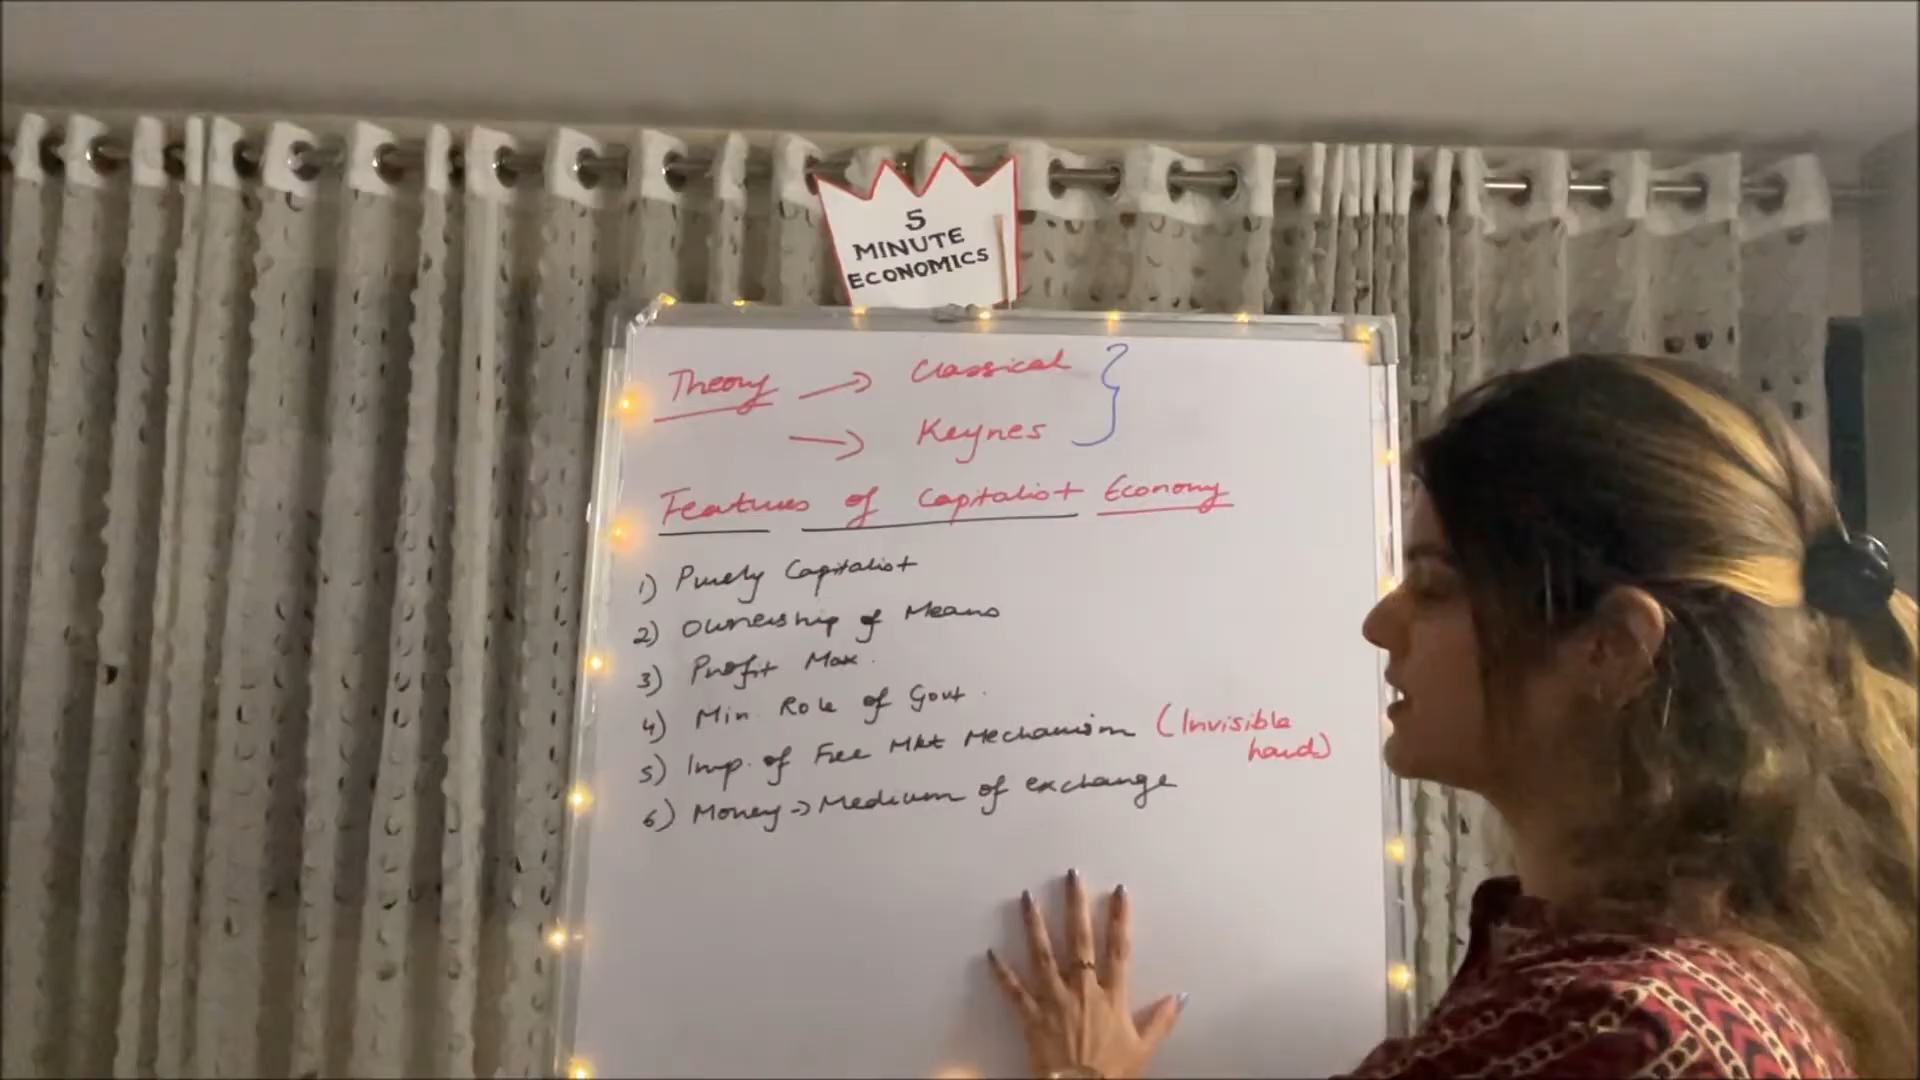 5
MINUTE
ECONOMICS
Theory → Classical
→ Keynes
Features of Capitalist Economy
1) Purely Capitalist
2) Ownership of Means
3) Profit Max.
4) Min. Role of Govt.
5) Imp. of Free Mkt Mechanism (Invisible
hand)
6) Money → Medium of exchange